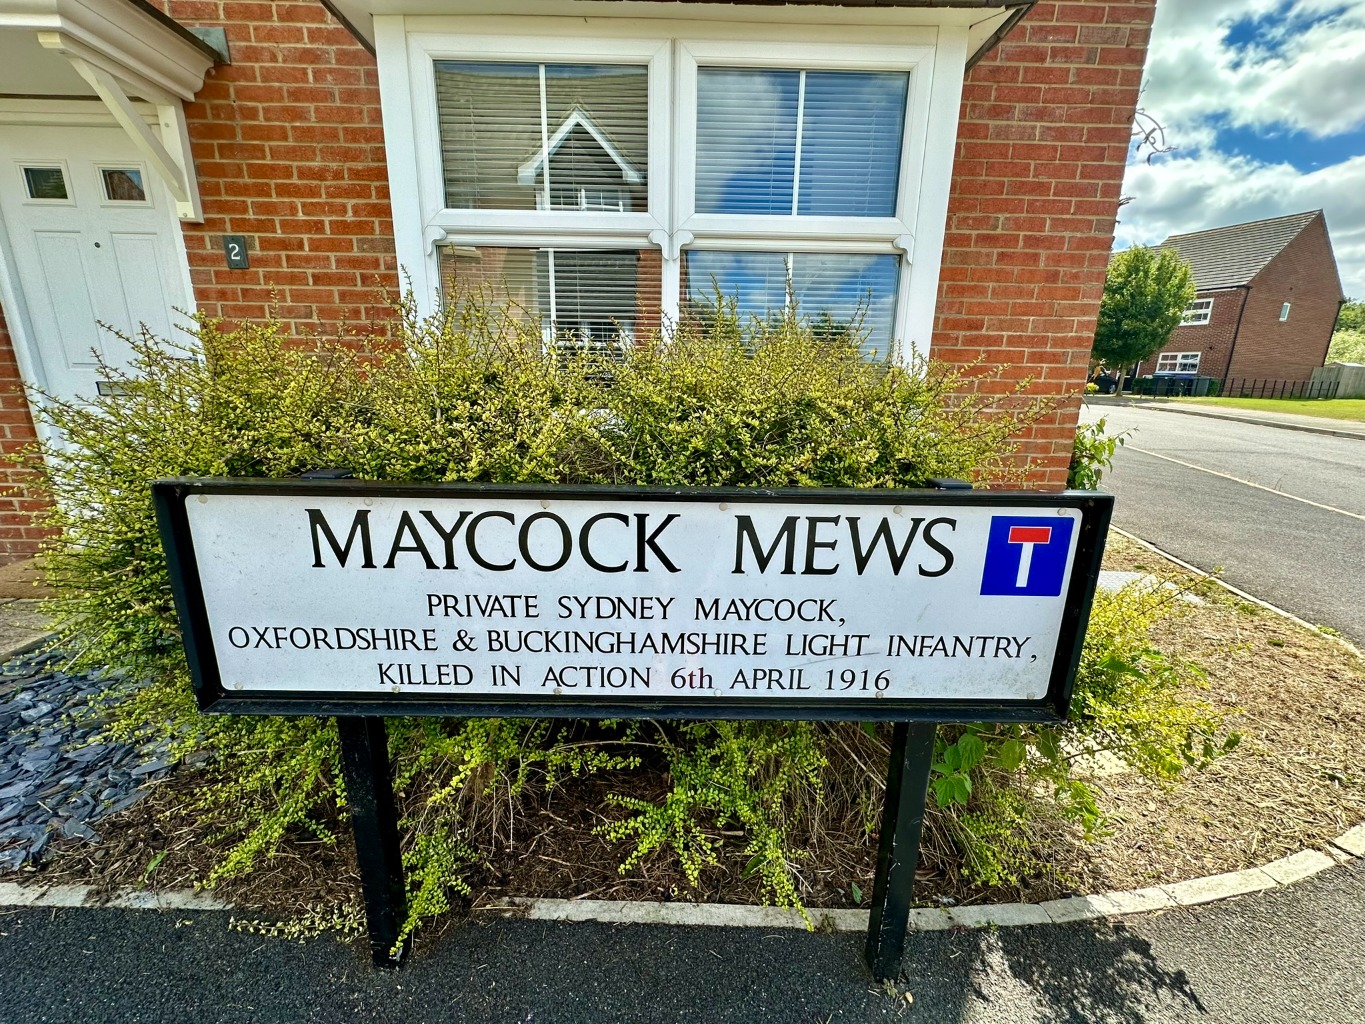 2
MAYCOCK MEWS
PRIVATE SYDNEY MAYCOCK,
OXFORDSHIRE & BUCKINGHAMSHIRE LIGHT INFANTRY,
KILLED IN ACTION 6th APRIL 1916